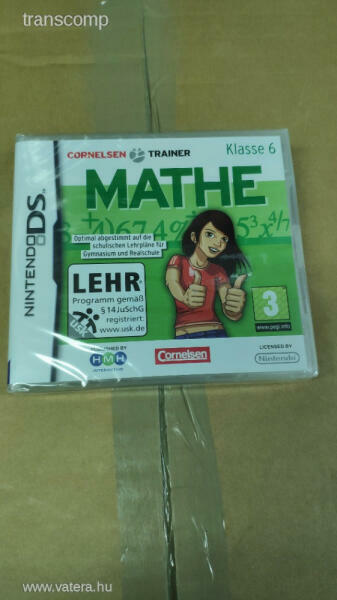 transcomp
CORNELSEN TRAINER
Klasse 6
MATHE
NINTENDO DS
Optimal abgestimmt auf die
schulischen Lehrpläne für
Gymnasium und Realschule
LEHR
Programm gemäß
§ 14 JuSchG
registriert:
www.usk.de
USK
3
www.pegi.info
HMH
INTERACTIVE
Cornelsen
LICENSED BY
Nintendo
www.vatera.hu